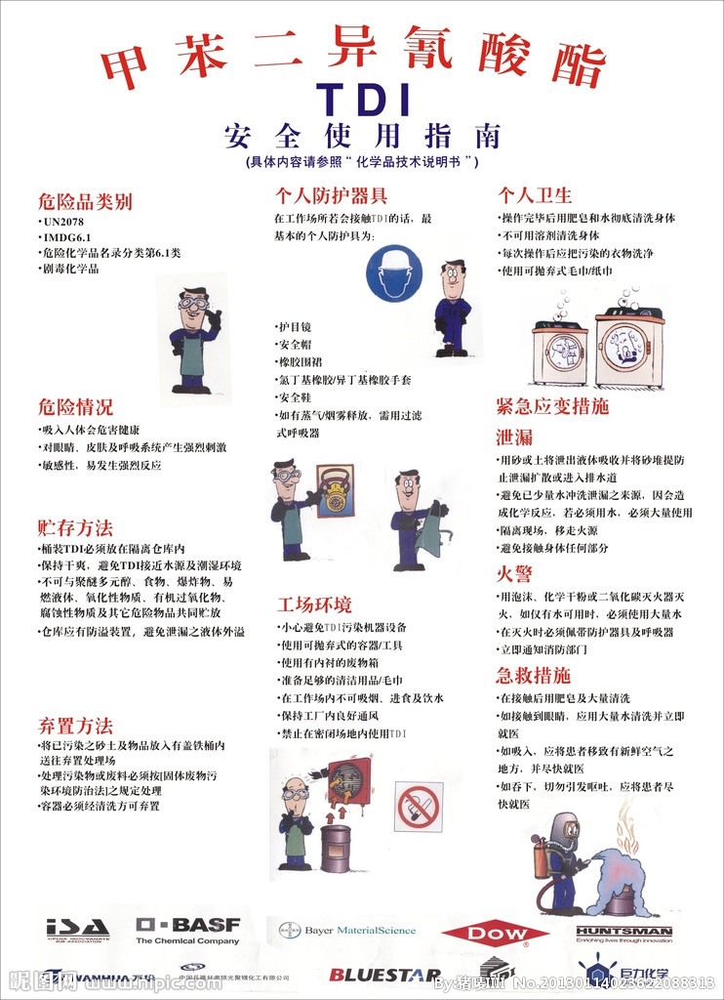 甲苯二异氰酸酯
TDI
安全使用指南
(具体内容请参照“化学品技术说明书”)
危险品类别
·UN2078
·IMDG6.1
·危险化学品名录分类第6.1类
·剧毒化学品
危险情况
·吸入人体会危害健康
·对眼睛、皮肤及呼吸系统产生强烈刺激
·敏感性，易发生强烈反应
贮存方法
·桶装TDI必须放在隔离仓库内
·保持干爽，避免TDI接近水源及潮湿环境
·不可与聚醚多元醇、食物、爆炸物、易
燃液体、氧化性物质、有机过氧化物、
腐蚀性物质及其它危险物品共同贮放
·仓库应有防溢装置，避免泄漏之液体外溢
弃置方法
·将已污染之砂土及物品放入有盖铁桶内
送往弃置处理场
·处理污染物或废料必须按[固体废物污
染环境防治法]之规定处理
·容器必须经清洗方可弃置
个人防护器具
在工作场所若会接触TDI的话，最
基本的个人防护具为：
·护目镜
·安全帽
·橡胶围裙
·氯丁基橡胶/异丁基橡胶手套
·安全鞋
·如有蒸气/烟雾释放，需用过滤
式呼吸器
工场环境
·小心避免TDI污染机器设备
·使用可抛弃式的容器/工具
·使用有内衬的废物箱
·准备足够的清洁用品/毛巾
·在工作场内不可吸烟、进食及饮水
·保持工厂内良好通风
·禁止在密闭场地内使用TDI
个人卫生
·操作完毕后用肥皂和水彻底清洗身体
·不可用溶剂清洗身体
·每次操作后应把污染的衣物洗净
·使用可抛弃式毛巾/纸巾
紧急应变措施
泄漏
·用砂或土将泄出液体吸收并将砂堆提防
止泄漏扩散或进入排水道
·避免已少量水冲洗泄漏之来源，因会造
成化学反应，若必须用水，必须大量使用
·隔离现场，移走火源
·避免接触身体任何部分
火警
·用泡沫、化学干粉或二氧化碳灭火器灭
火，如仅有水可用时，必须使用大量水
·在灭火时必须佩带防护器具及呼吸器
·立即通知消防部门
急救措施
·在接触后用肥皂及大量清洗
·如接触到眼睛，应用大量水清洗并立即
就医
·如吸入，应将患者移致有新鲜空气之
地方，并尽快就医
·如吞下，切勿引发呕吐，应将患者尽
快就医
ISA
BASF
The Chemical Company
BAYER
Bayer MaterialScience
Dow
HUNTSMAN
Enriching lives through innovation
WANHUA 万华
BLUESTAR
巨力化学
昵图网 www.nipic.com
No.20130114023622088313